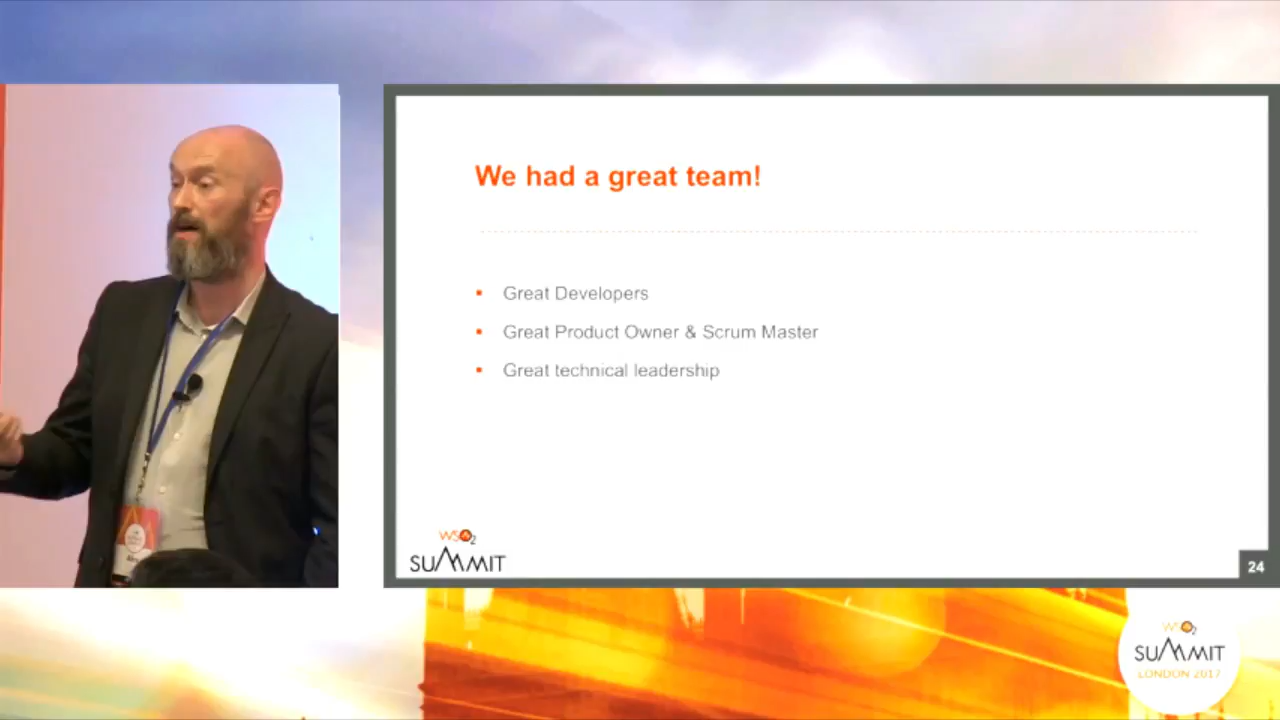 We had a great team!
Great Developers
Great Product Owner & Scrum Master
Great technical leadership
WSO2
SUMMIT
24
WSO2
SUMMIT
LONDON 2017